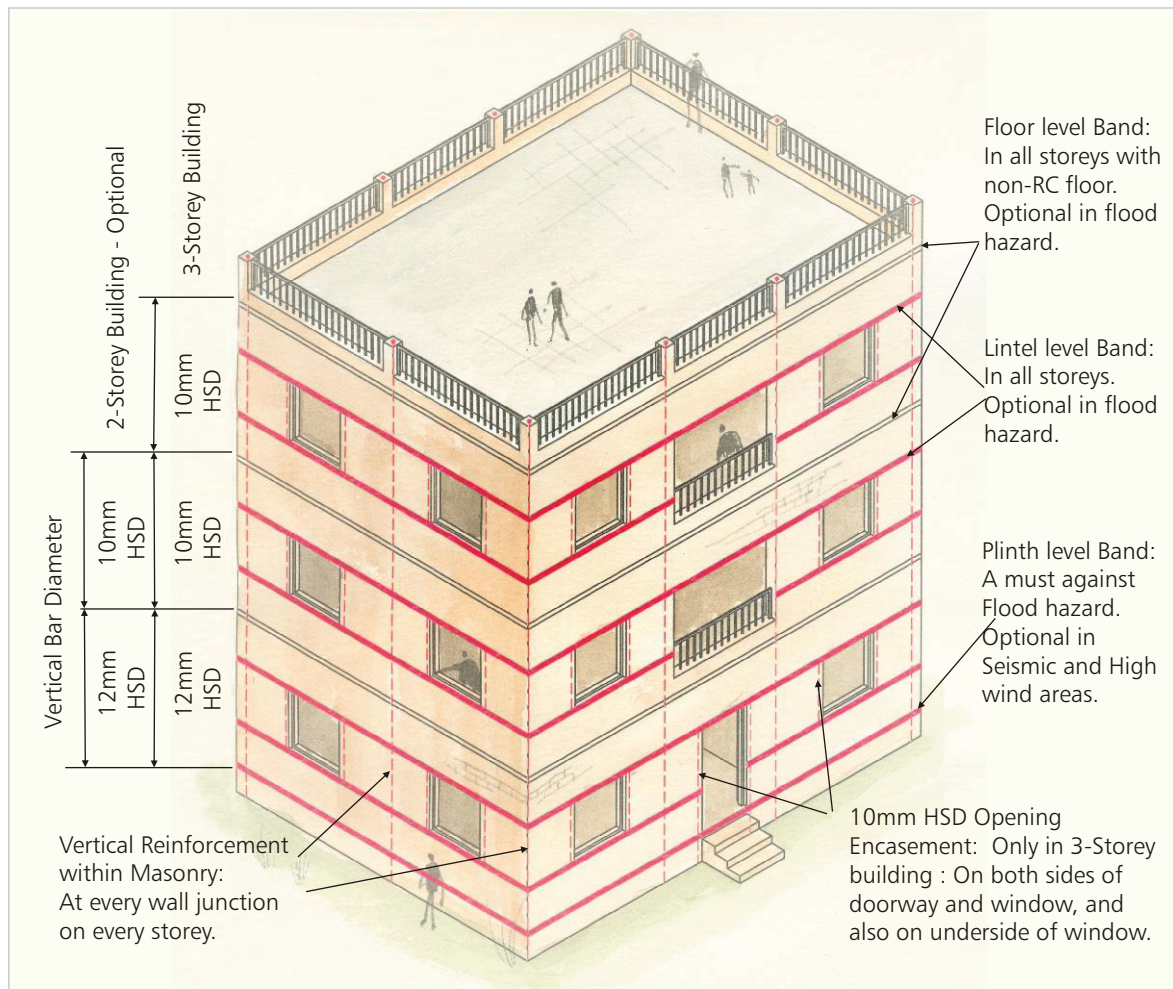 3-Storey Building
2-Storey Building - Optional
Vertical Bar Diameter
10mm
HSD
10mm
HSD
10mm
HSD
12mm
HSD
12mm
HSD
Floor level Band:
In all storeys with
non-RC floor.
Optional in flood
hazard.
Lintel level Band:
In all storeys.
Optional in flood
hazard.
Plinth level Band:
A must against
Flood hazard.
Optional in
Seismic and High
wind areas.
Vertical Reinforcement
within Masonry:
At every wall junction
on every storey.
10mm HSD Opening
Encasement: Only in 3-Storey
building : On both sides of
doorway and window, and
also on underside of window.